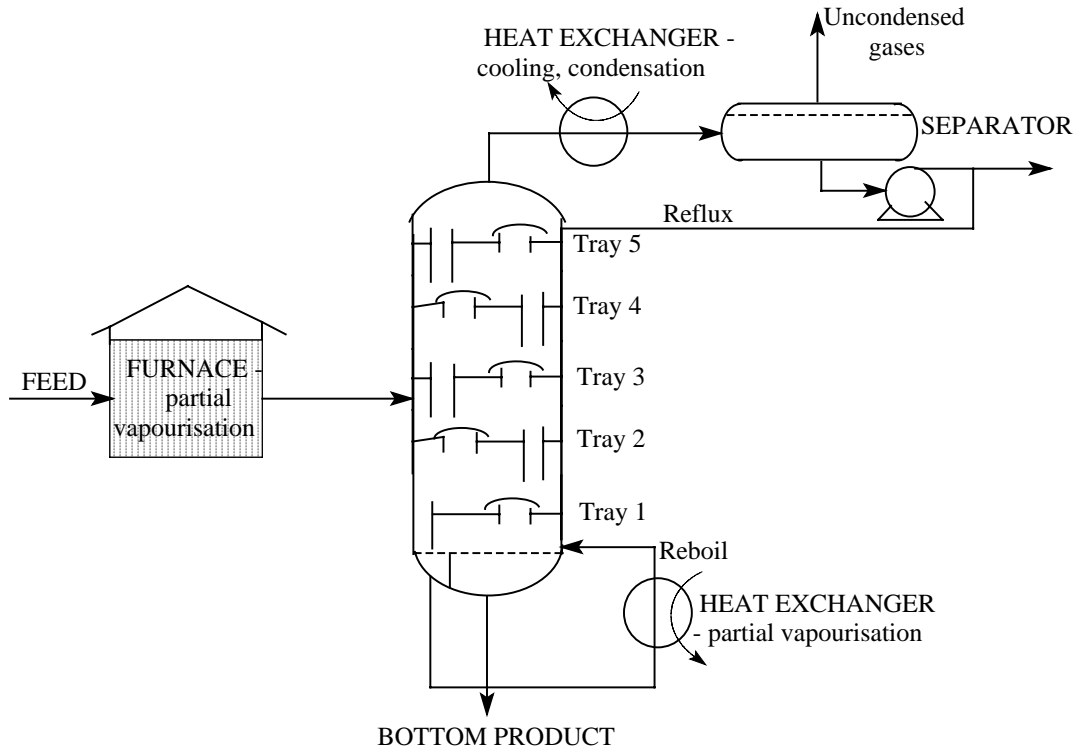 Uncondensed
gases
HEAT EXCHANGER -
cooling, condensation
SEPARATOR
Reflux
Tray 5
Tray 4
FEED
FURNACE -
partial
vapourisation
Tray 3
Tray 2
Tray 1
Reboil
HEAT EXCHANGER
- partial vapourisation
BOTTOM PRODUCT